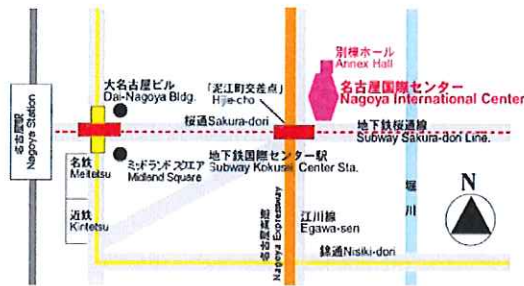 別棟ホール
Annex Hall
名古屋国際センター
Nagoya International Center
大名古屋ビル
Dai-Nagoya Bldg.
「泥江町交差点」
Hijie-cho
桜通Sakura-dori
地下鉄桜通線
Subway Sakura-dori Line.
名古屋駅
Nagoya Station
名鉄
Meitetsu
ミッドランドスクエア
Midland Square
地下鉄国際センター駅
Subway Kokusai Center Sta.
近鉄
Kintetsu
名古屋高速
Nagoya Expressway
江川線
Egawa-sen
堀川
N
錦通Nisiki-dori